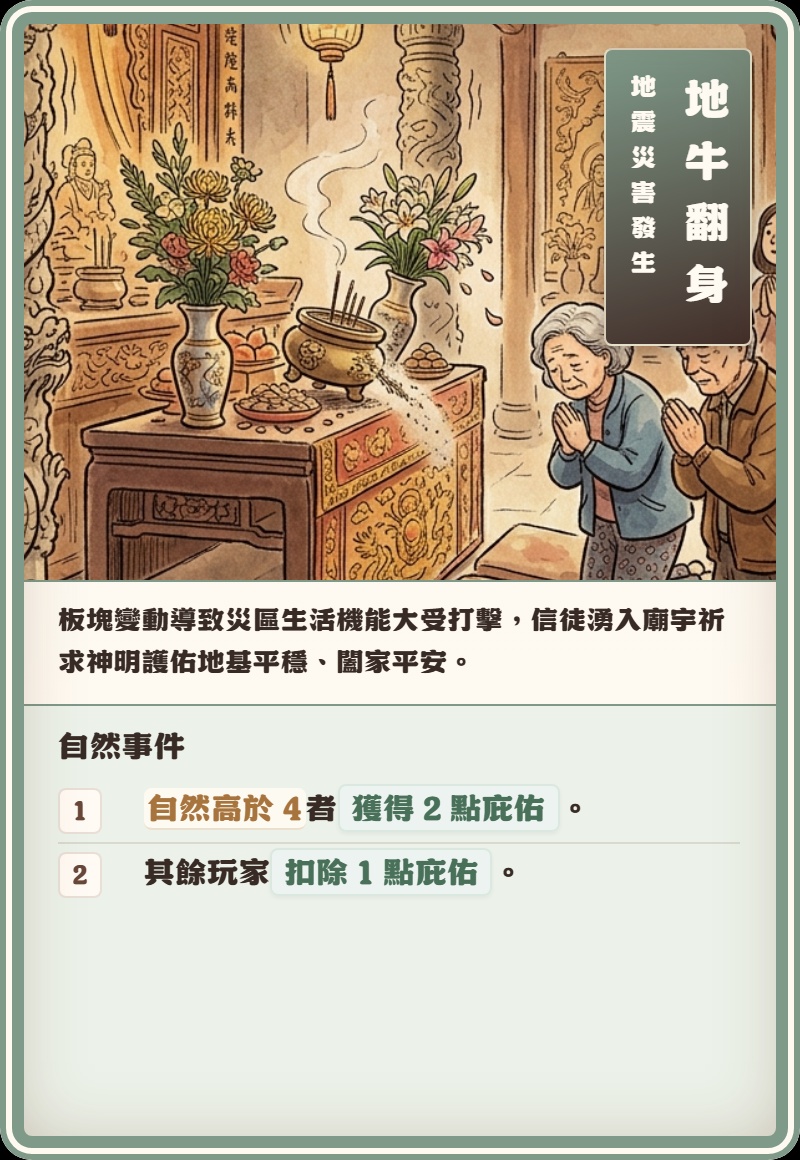 地牛翻身
地震災害發生
板塊變動導致災區生活機能大受打擊，信徒湧入廟宇祈
求神明護佑地基平穩、闔家平安。
自然事件
1 自然高於 4 者 獲得 2 點庇佑 。
2 其餘玩家 扣除 1 點庇佑 。